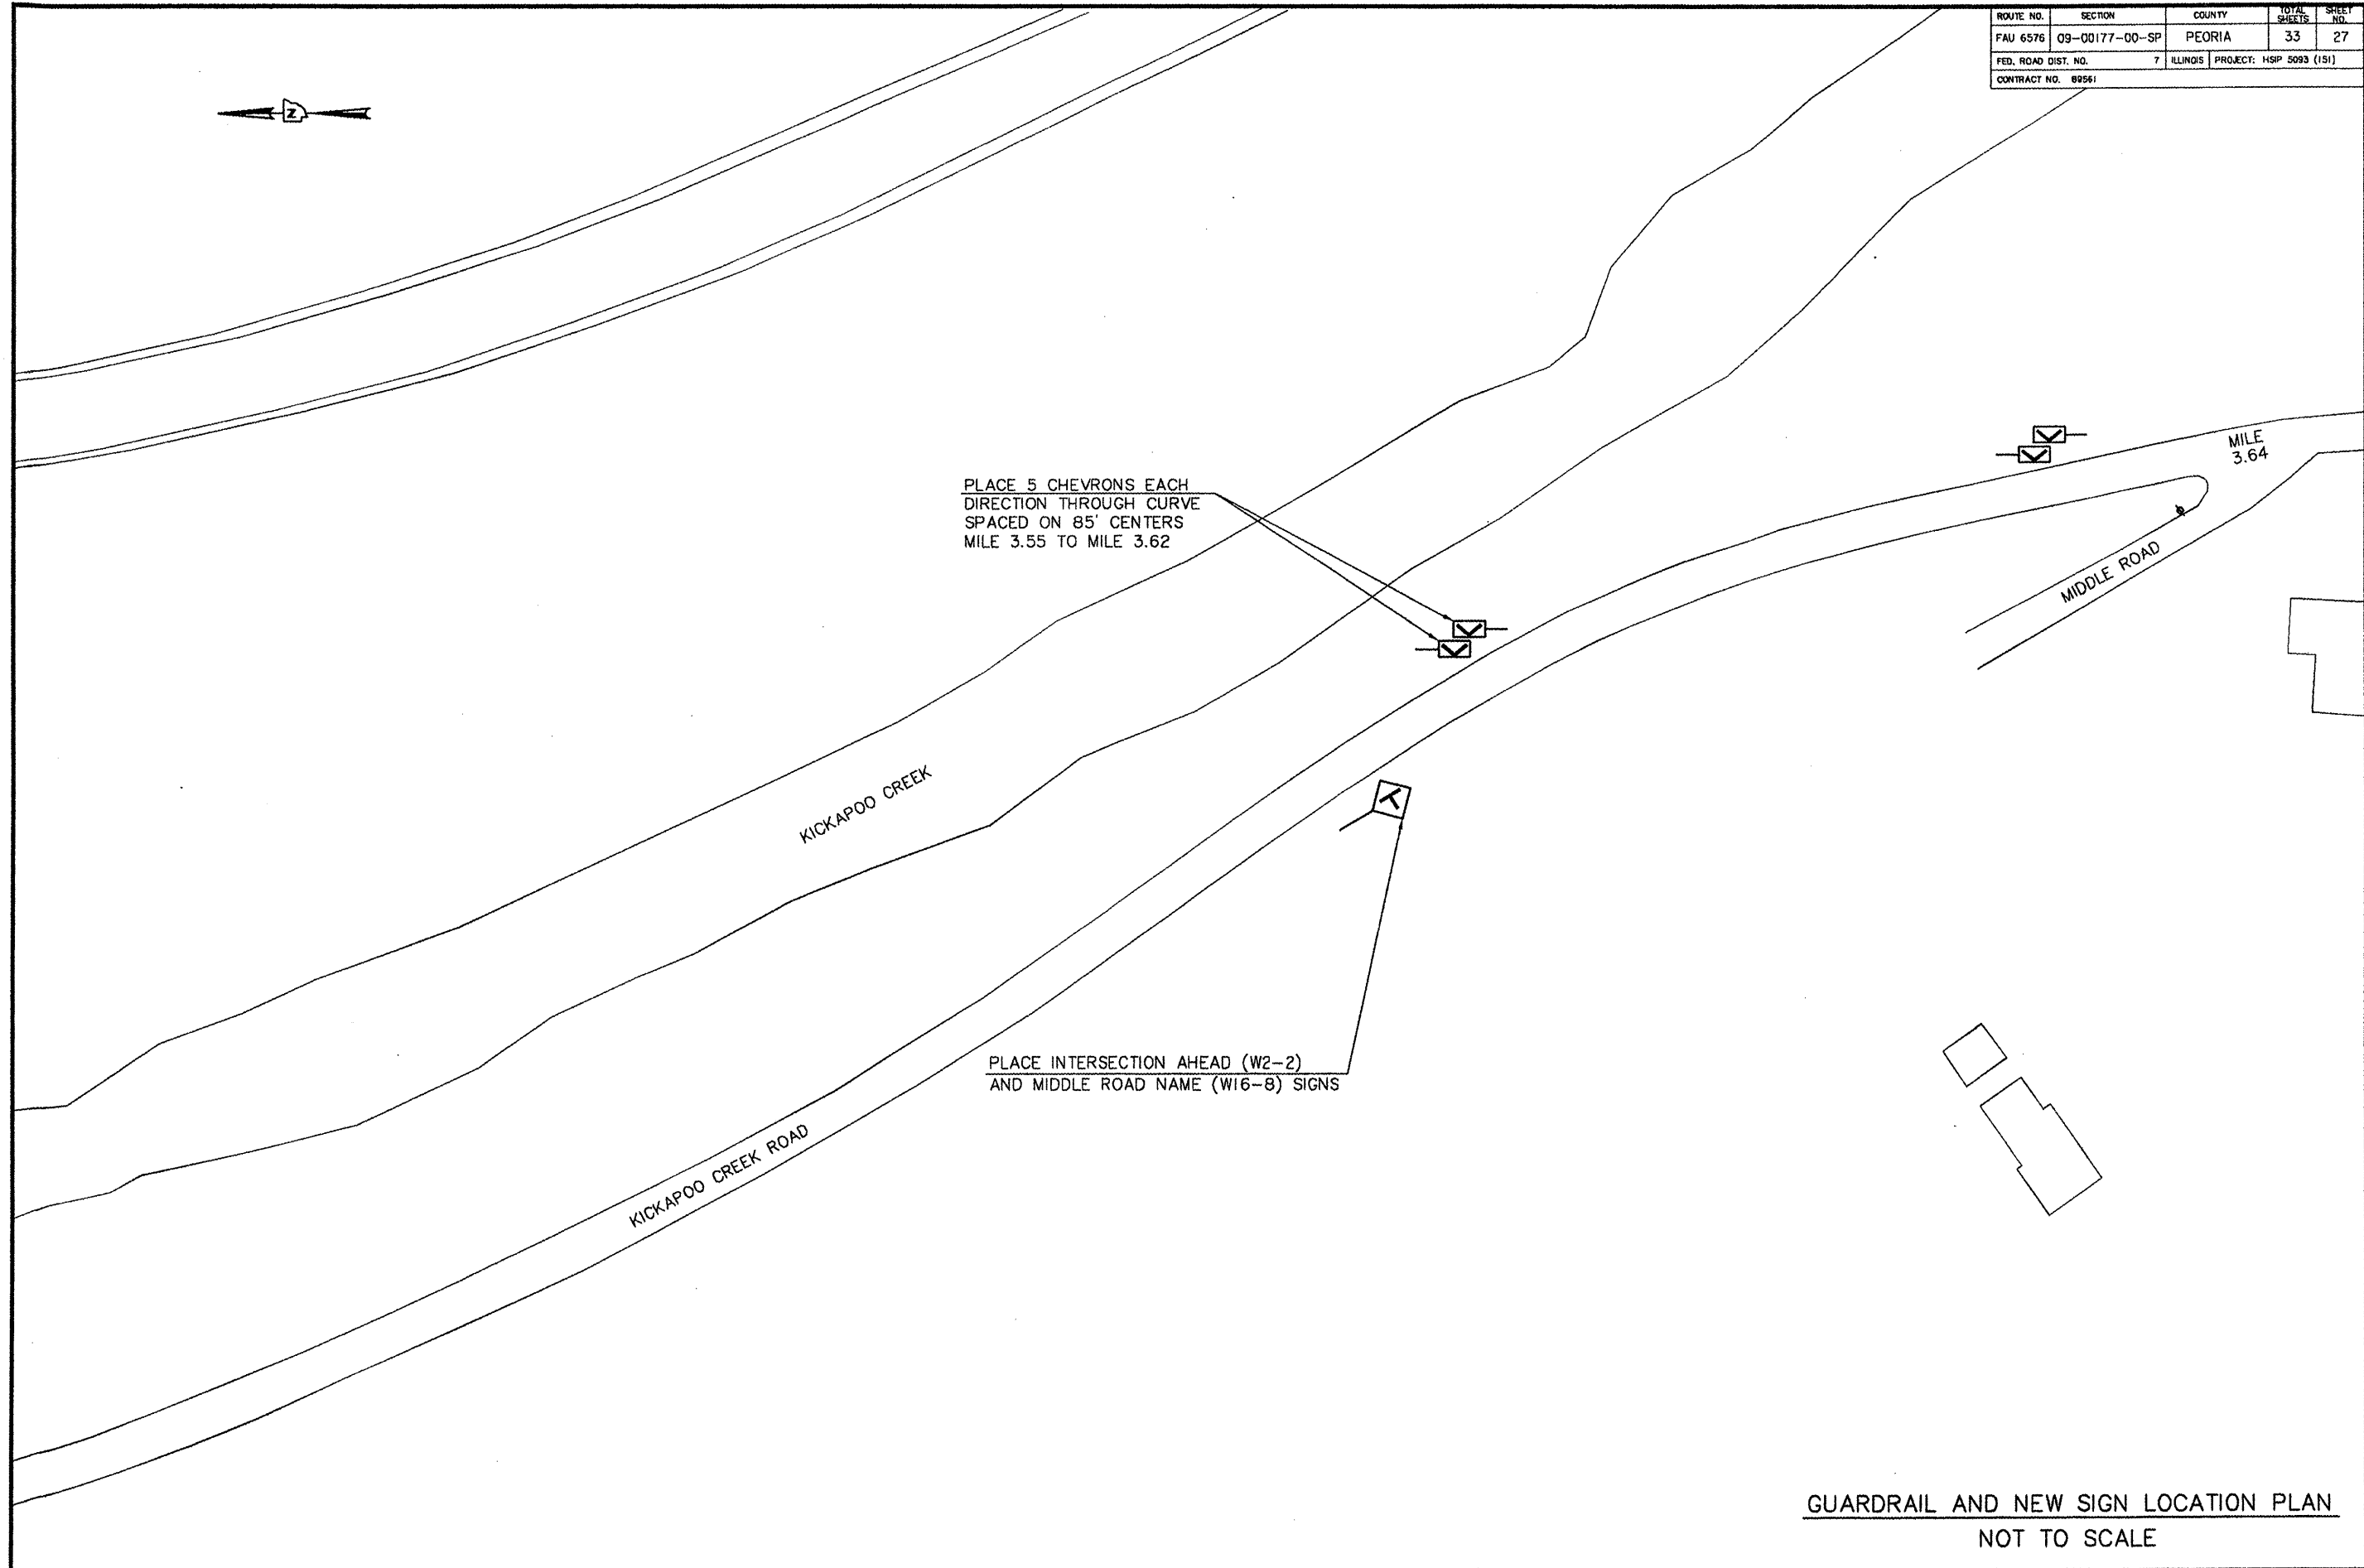 ROUTE NO. SECTION COUNTY TOTAL SHEETS SHEET NO.
FAU 6576 09-00177-00-SP PEORIA 33 27
FED. ROAD DIST. NO. 7 ILLINOIS PROJECT: HSIP 5093 (151)
CONTRACT NO. 89561
Z
MILE
3.64
PLACE 5 CHEVRONS EACH
DIRECTION THROUGH CURVE
SPACED ON 85' CENTERS
MILE 3.55 TO MILE 3.62
MIDDLE ROAD
KICKAPOO CREEK
PLACE INTERSECTION AHEAD (W2-2)
AND MIDDLE ROAD NAME (W16-8) SIGNS
KICKAPOO CREEK ROAD
GUARDRAIL AND NEW SIGN LOCATION PLAN
NOT TO SCALE